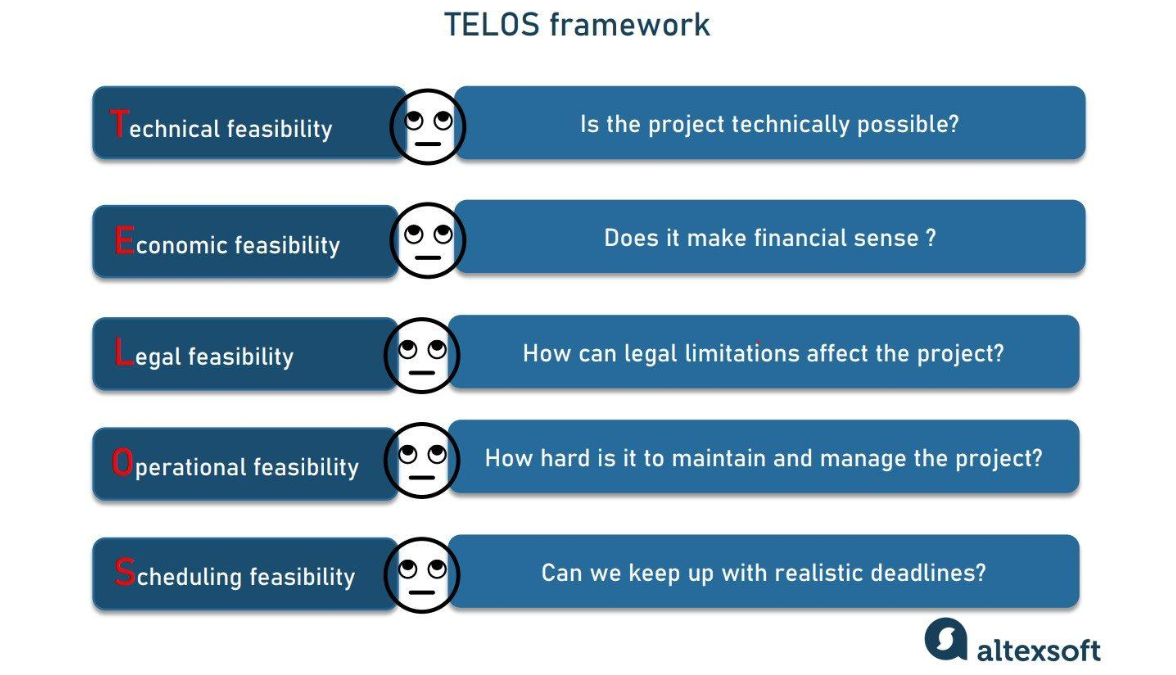 TELOS framework
Technical feasibility
Is the project technically possible?
Economic feasibility
Does it make financial sense ?
Legal feasibility
How can legal limitations affect the project?
Operational feasibility
How hard is it to maintain and manage the project?
Scheduling feasibility
Can we keep up with realistic deadlines?
altexsoft